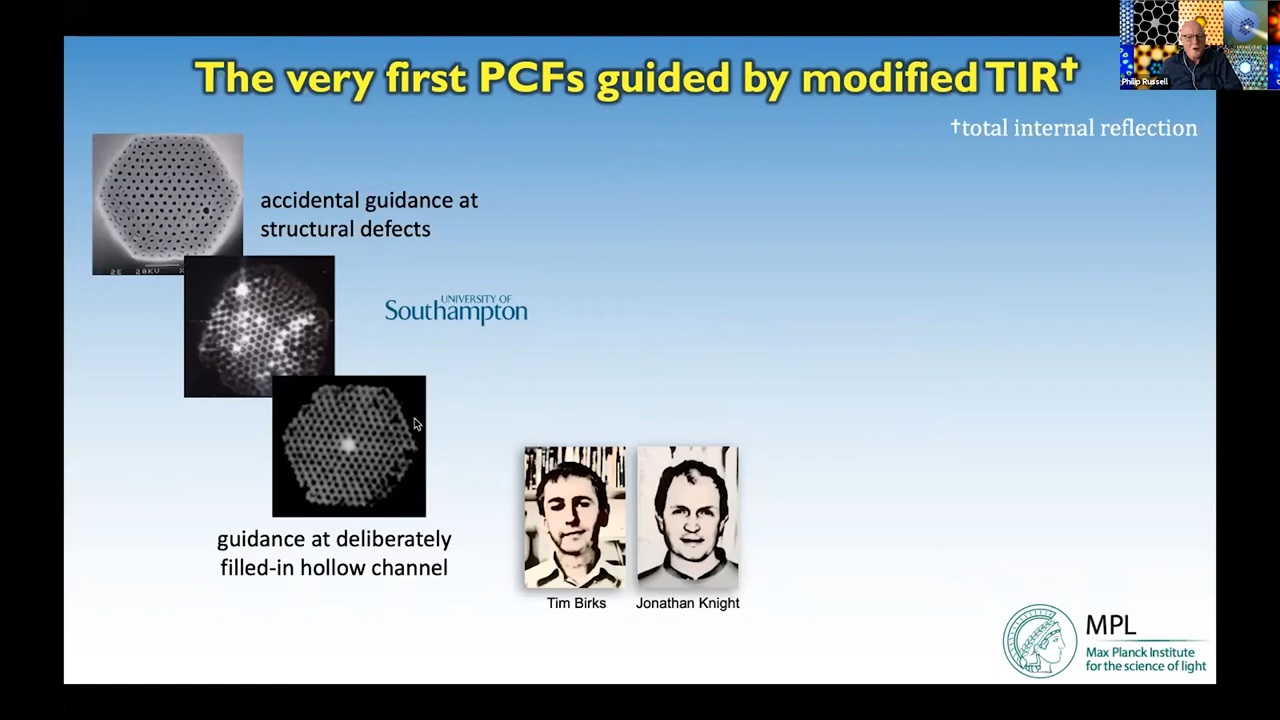 The very first PCFs guided by modified TIR†
Philip Russell
†total internal reflection
accidental guidance at
structural defects
2E 20KV
UNIVERSITY OF
Southampton
guidance at deliberately
filled-in hollow channel
Tim Birks
Jonathan Knight
MPL
Max Planck Institute
for the science of light